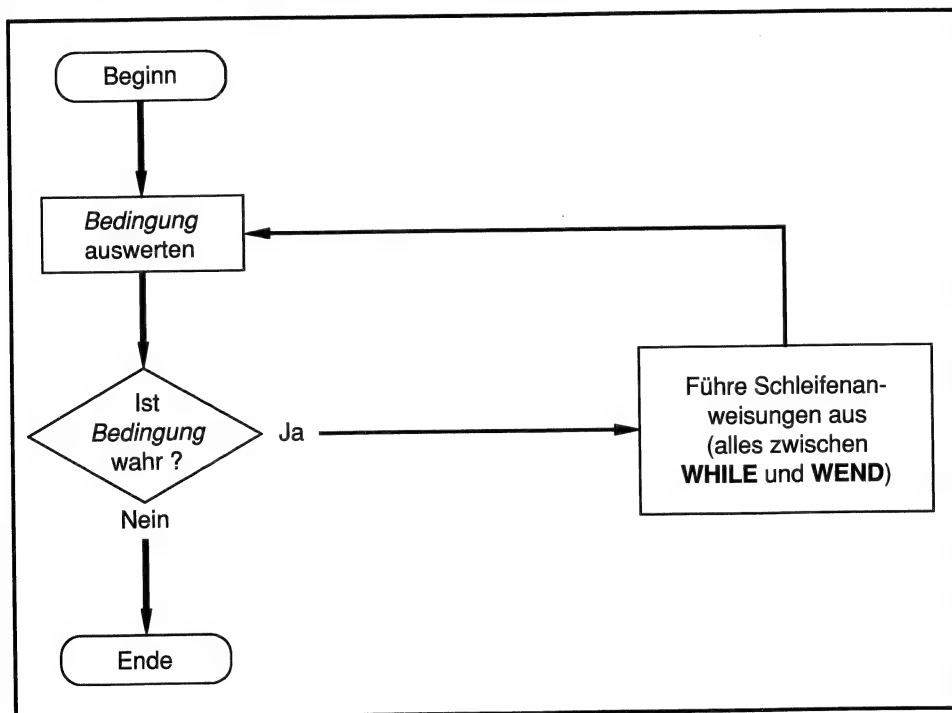 Beginn
Bedingung
auswerten
Ist
Bedingung
wahr ?
Ja
Führe Schleifenan-
weisungen aus
(alles zwischen
WHILE und WEND)
Nein
Ende